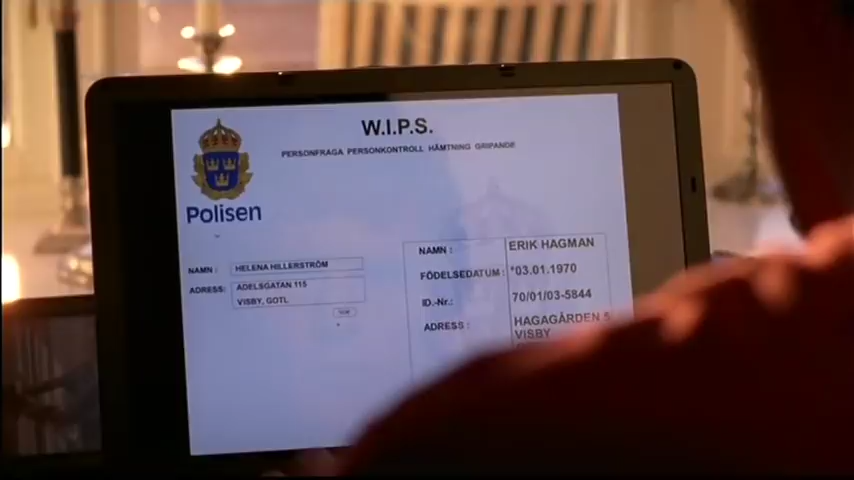 W.I.P.S.
PERSONFRAGA PERSONKONTROLL HÄMTNING GRIPANDE
Polisen
NAMN : HELENA HILLERSTRÖM
ADRESS: ADELSGATAN 115
VISBY, GOTL
NAMN : ERIK HAGMAN
FÖDELSEDATUM : *03.01.1970
ID.-Nr.: 70/01/03-5844
ADRESS : HAGAGÅRDEN 5
VISBY